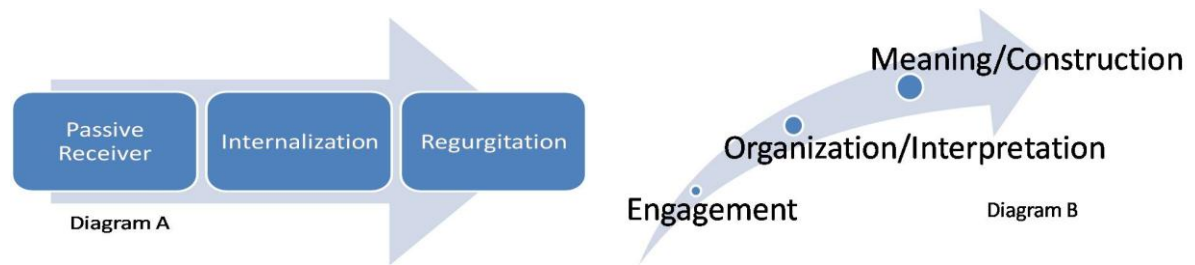 Passive
Receiver
Internalization
Regurgitation
Diagram A
Meaning/Construction
Organization/Interpretation
Engagement
Diagram B